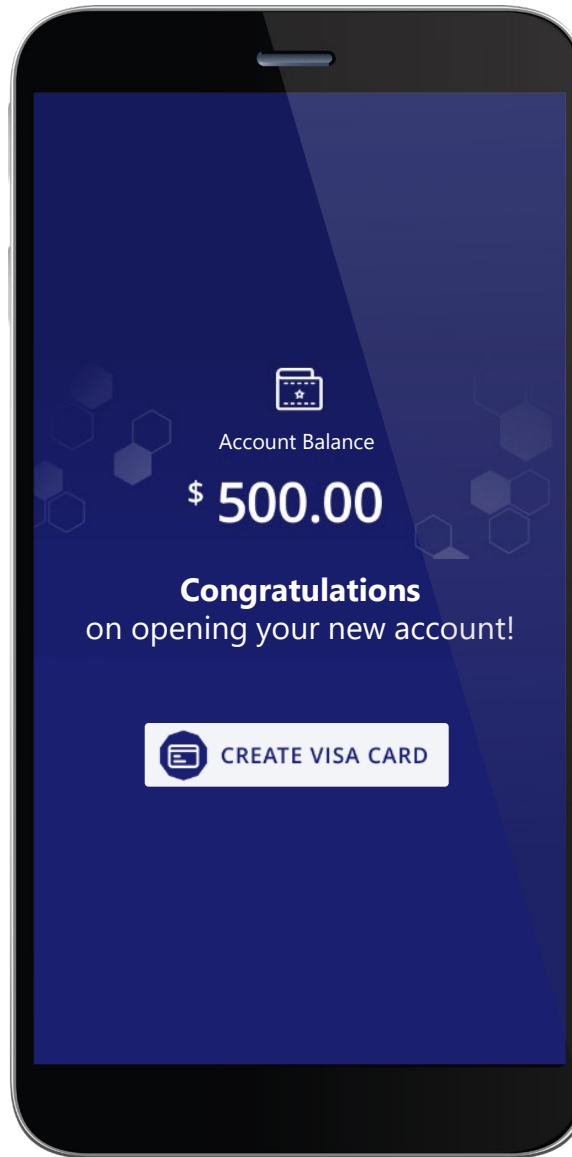 Account Balance
$ 500.00
Congratulations
on opening your new account!
CREATE VISA CARD